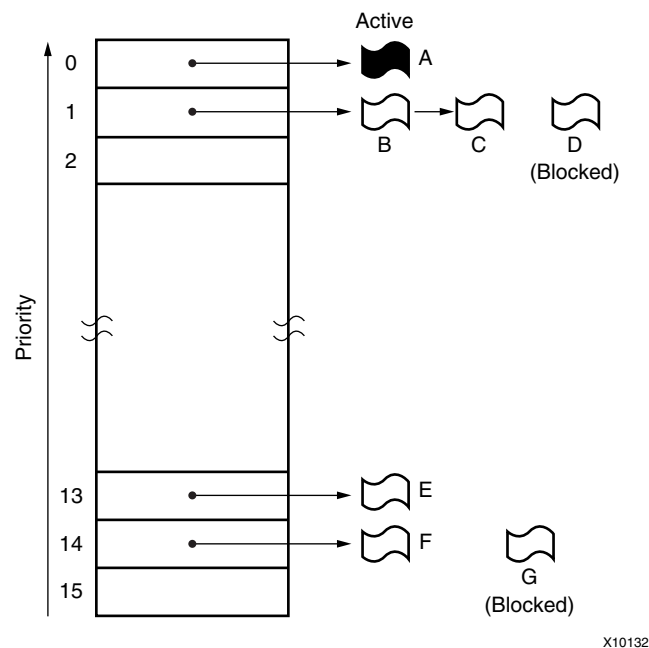 Active
0
A
1
B
C
D
(Blocked)
2
Priority
13
E
14
F
G
(Blocked)
15
X10132